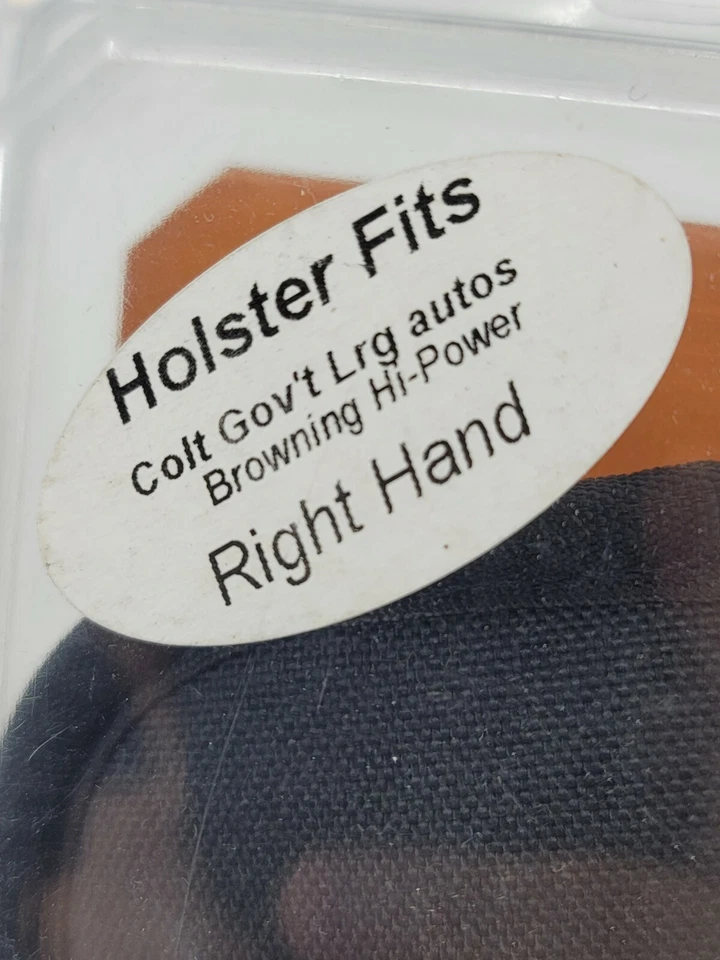 Holster Fits
Colt Gov't Lrg autos
Browning Hi-Power
Right Hand